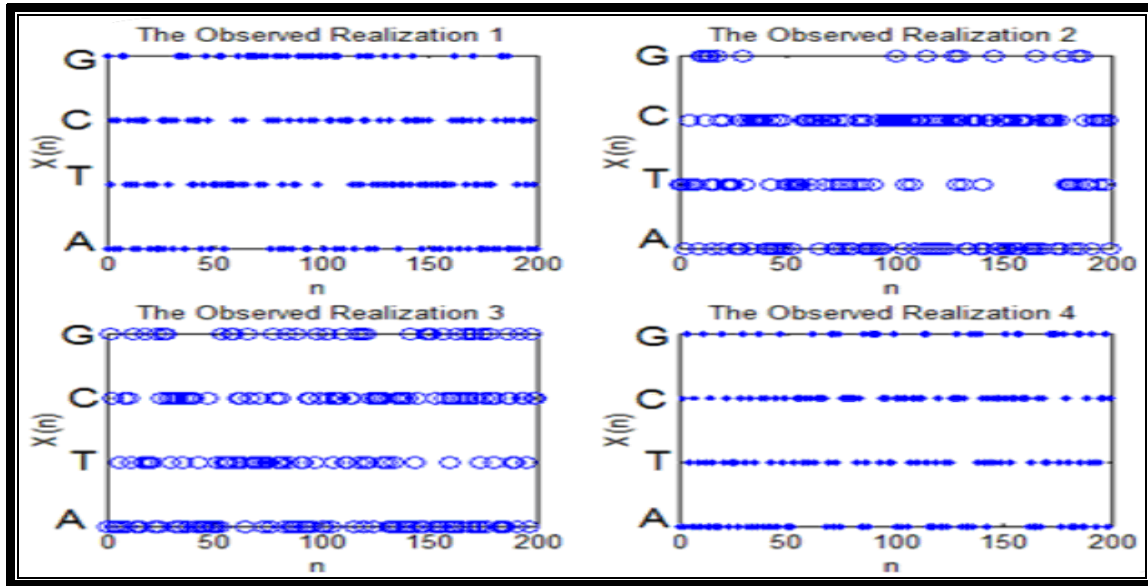 The Observed Realization 1
G
C
T
A
X(n)
0 50 100 150 200
n
The Observed Realization 2
G
C
T
A
X(n)
0 50 100 150 200
n
The Observed Realization 3
G
C
T
A
X(n)
0 50 100 150 200
n
The Observed Realization 4
G
C
T
A
X(n)
0 50 100 150 200
n